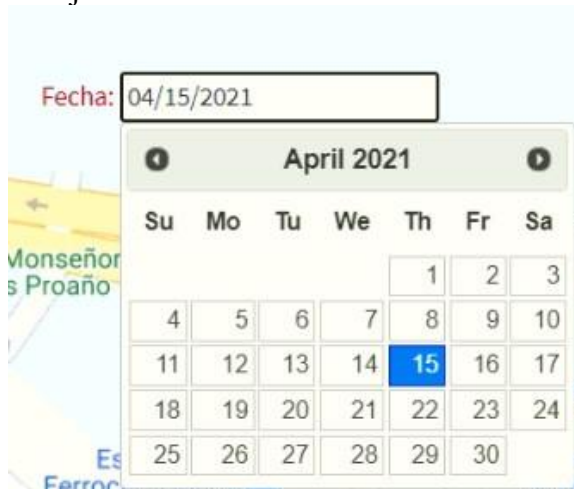 Fecha: 04/15/2021
April 2021
Su Mo Tu We Th Fr Sa
1 2 3
4 5 6 7 8 9 10
11 12 13 14 15 16 17
18 19 20 21 22 23 24
25 26 27 28 29 30
Monseñor
s Proaño
Es
Ferroc